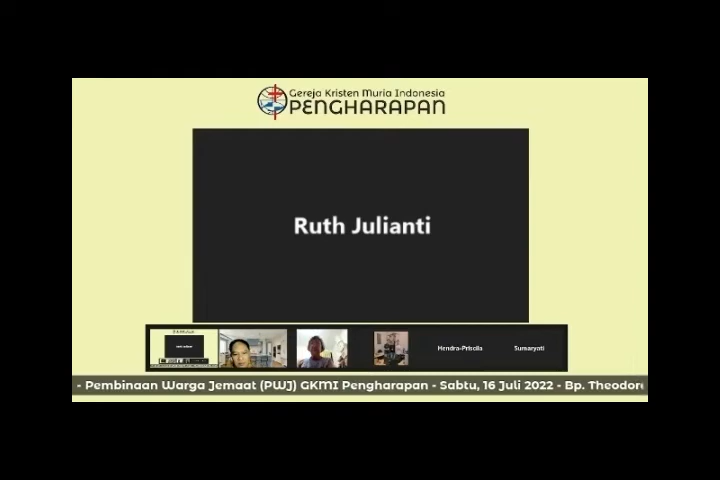 Gereja Kristen Muria Indonesia
PENGHARAPAN
Ruth Julianti
Hendra-Priscila
Sumaryati
- Pembinaan Warga Jemaat (PWJ) GKMI Pengharapan - Sabtu, 16 Juli 2022 - Bp. Theodor